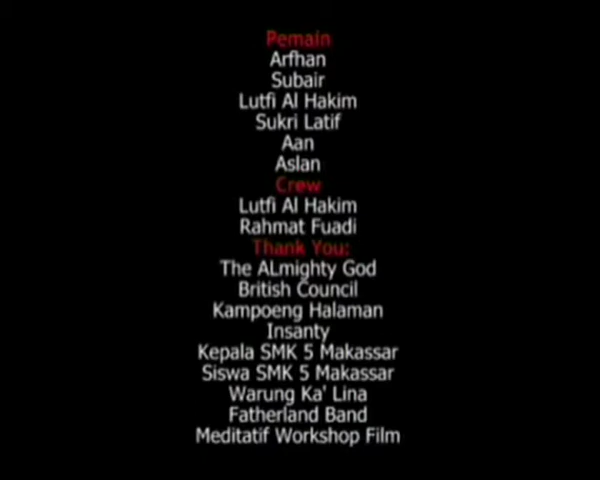 Pemain
Arfhan
Subair
Lutfi Al Hakim
Sukri Latif
Aan
Aslan
Crew
Lutfi Al Hakim
Rahmat Fuadi
Thank You:
The ALmighty God
British Council
Kampoeng Halaman
Insanty
Kepala SMK 5 Makassar
Siswa SMK 5 Makassar
Warung Ka' Lina
Fatherland Band
Meditatif Workshop Film